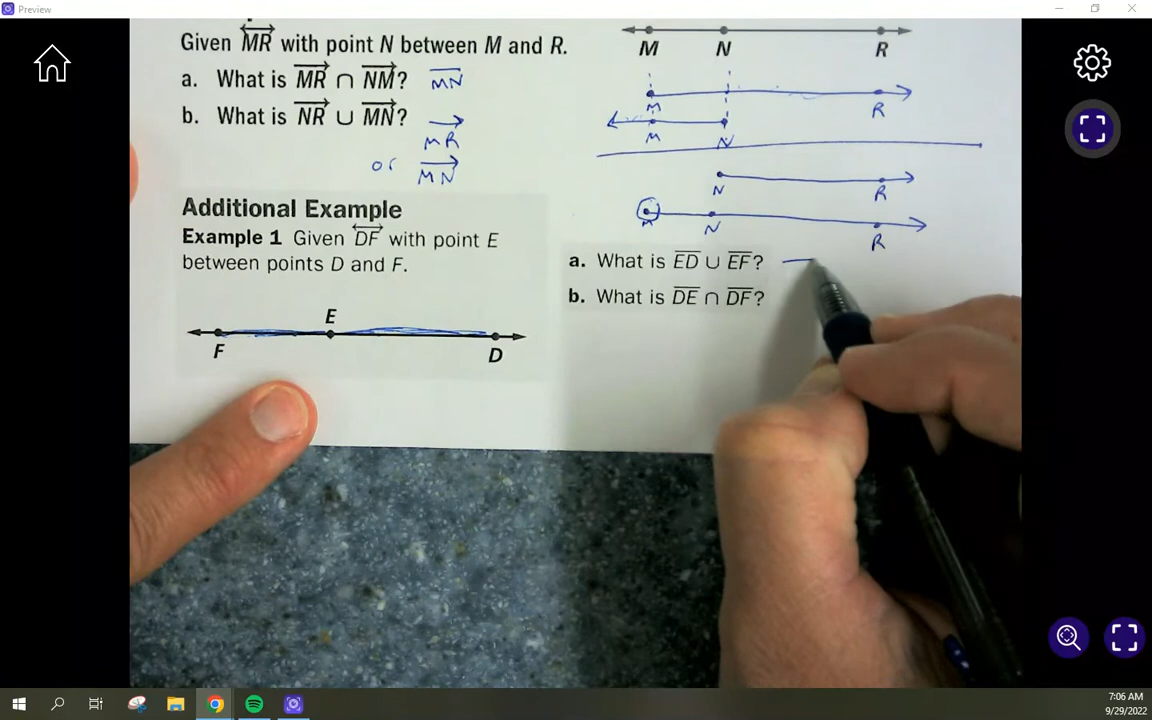 Preview
Given MR with point N between M and R.
a. What is MR ∩ NM? MN
b. What is NR ∪ MN?
MR
or MN
M N R
M R
M N
N R
M N R
Additional Example
Example 1 Given DF with point E
between points D and F.
E
F D
a. What is ED ∪ EF?
b. What is DE ∩ DF?
7:06 AM
9/29/2022